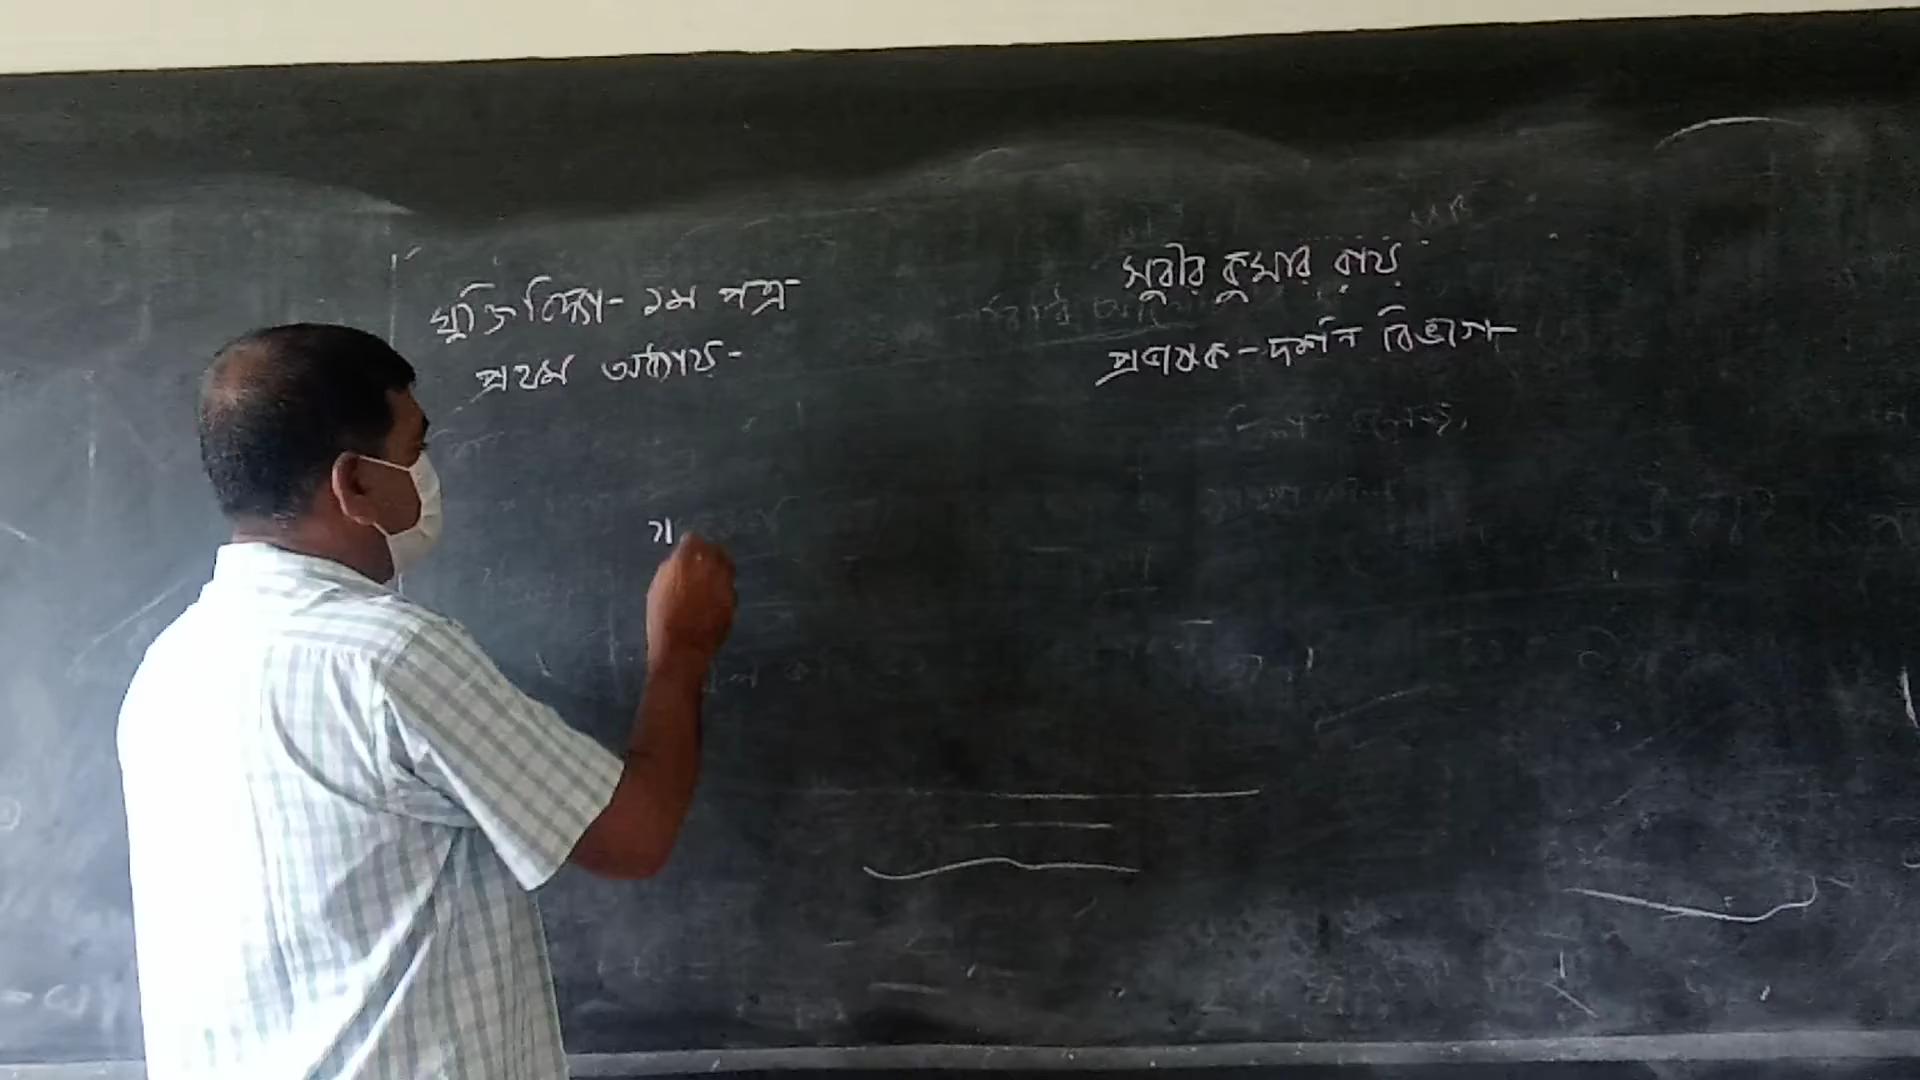 যুক্তিবিদ্যা- ১ম পত্র-
প্রথম অধ্যায়-
সুবীর কুমার রায়
প্রভাষক-দর্শন বিভাগ-